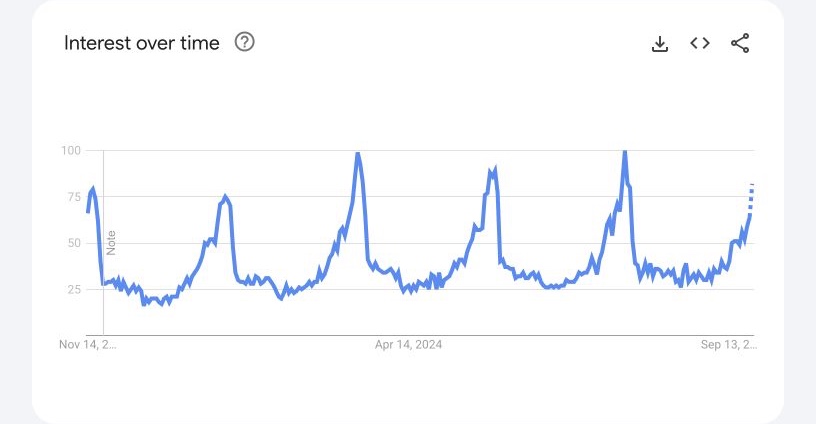 Interest over time ?
100
75
50
25
Note
Nov 14, 2...
Apr 14, 2024
Sep 13, 2...